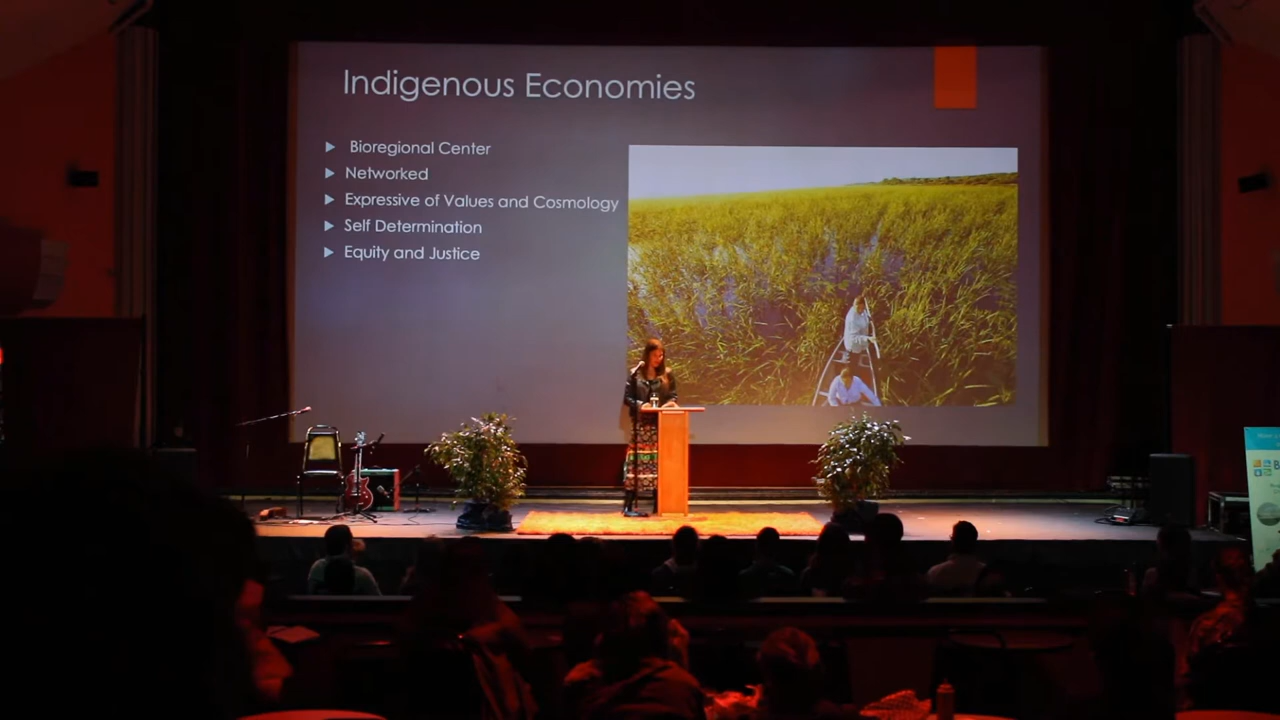 Indigenous Economies
Bioregional Center
Networked
Expressive of Values and Cosmology
Self Determination
Equity and Justice